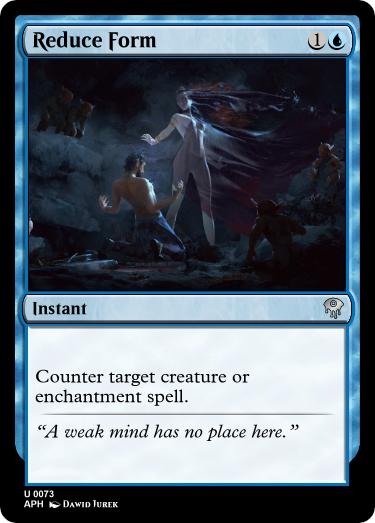 Reduce Form 1
Instant
Counter target creature or
enchantment spell.
“A weak mind has no place here.”
U 0073
APH Dawid Jurek